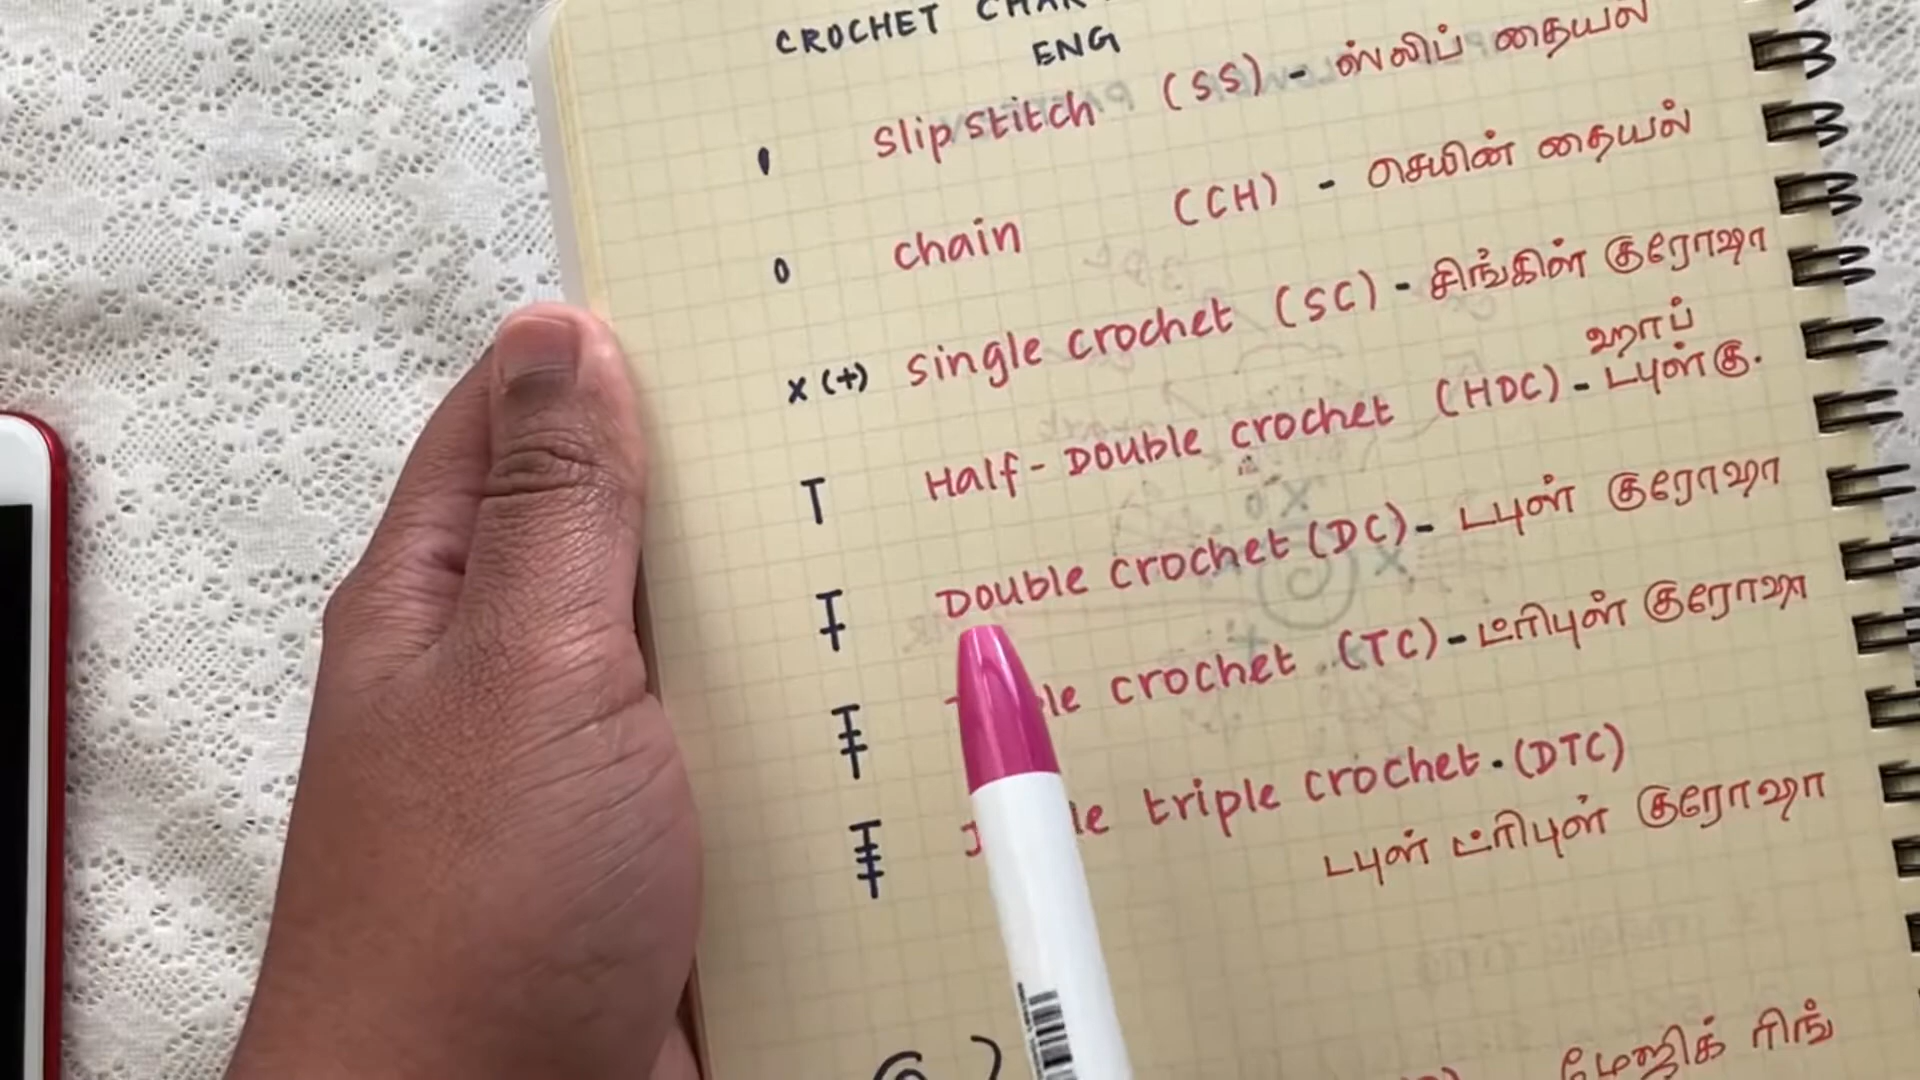 CROCHET
ENG
slip stitch (SS) - ஸ்லிப் தையல்
chain (CH) - செயின் தையல்
x (+) single crochet (SC) - சிங்கிள் குரோஷா
ஹாப்
T Half-Double crochet (HDC) - டபுள் கு.
Double crochet (DC) - டபுள் குரோஷா
crochet (TC) - ட்ரிபுள் குரோஷா
triple crochet. (DTC)
டபுள் ட்ரிபுள் குரோஷா
மேஜிக் ரிங்